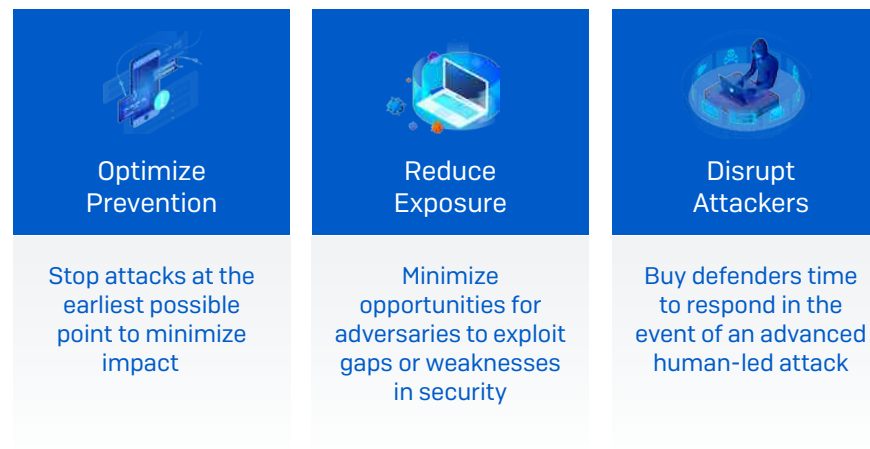 Optimize
Prevention
Stop attacks at the
earliest possible
point to minimize
impact
Reduce
Exposure
Minimize
opportunities for
adversaries to exploit
gaps or weaknesses
in security
Disrupt
Attackers
Buy defenders time
to respond in the
event of an advanced
human-led attack